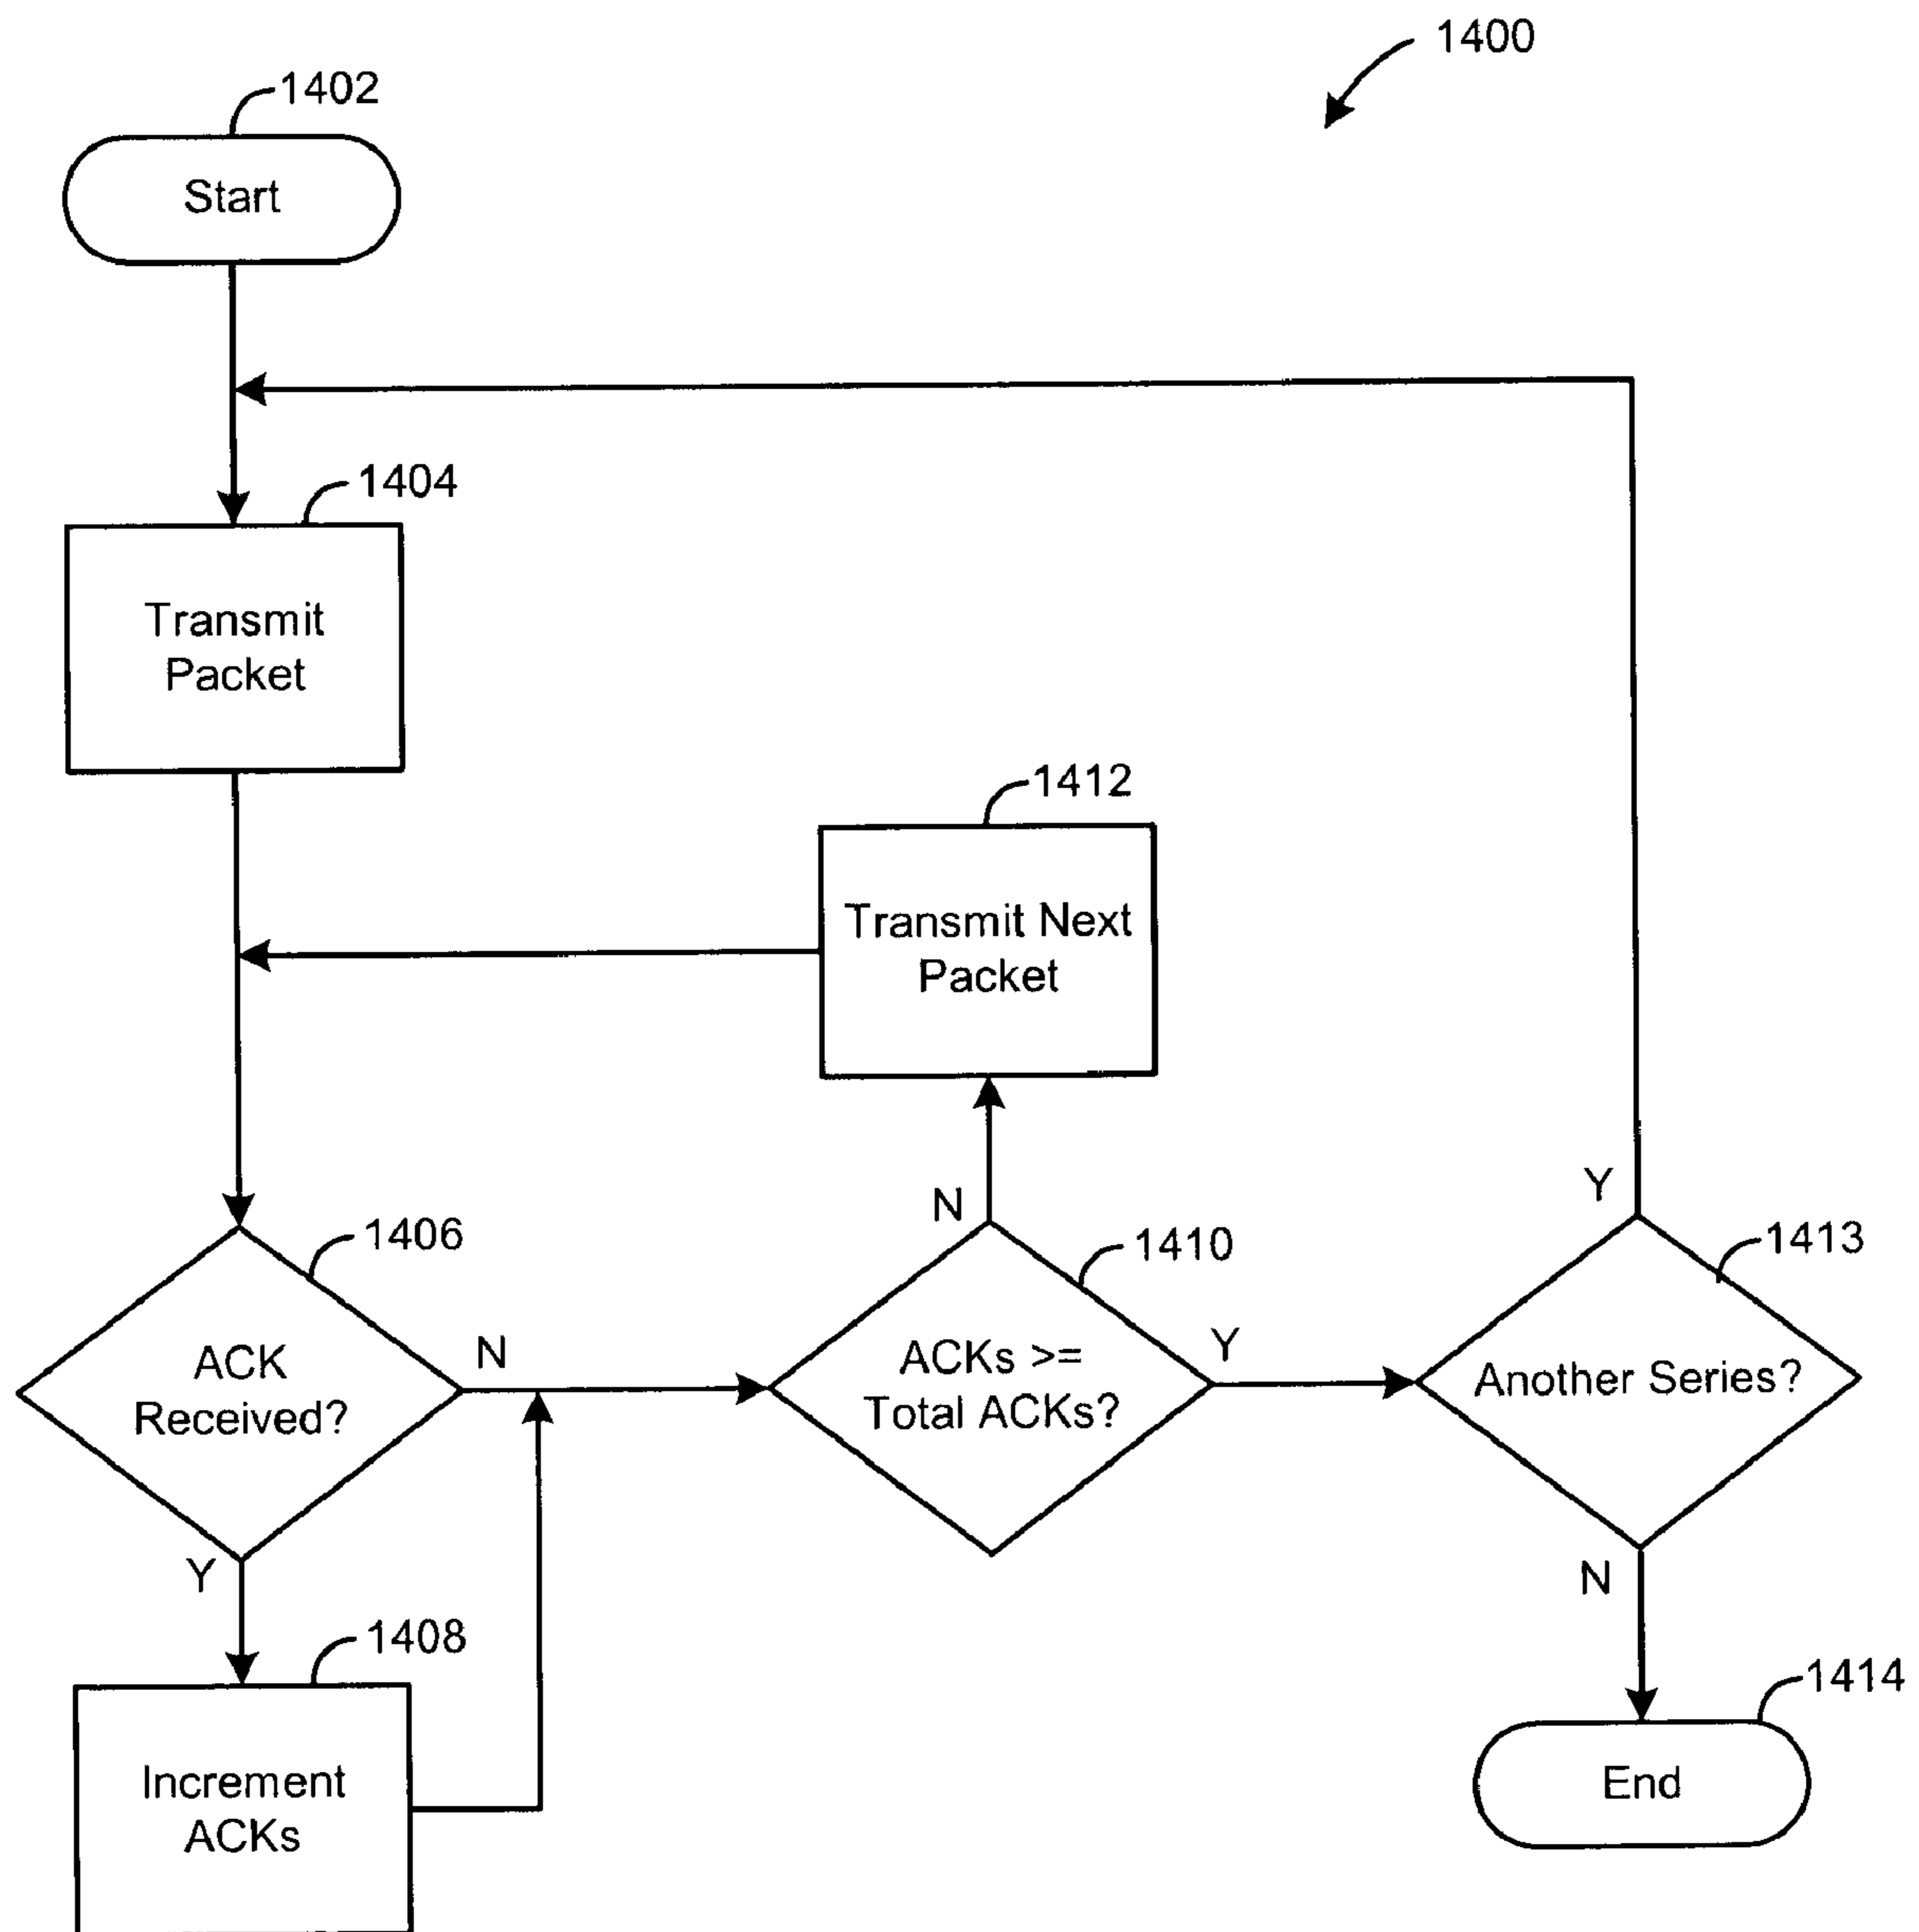 1400
1402
Start
1404
Transmit
Packet
1412
Transmit Next
Packet
1406
ACK
Received?
N
Y
1410
ACKs >=
Total ACKs?
N
Y
1413
Another Series?
Y
N
1408
Increment
ACKs
1414
End